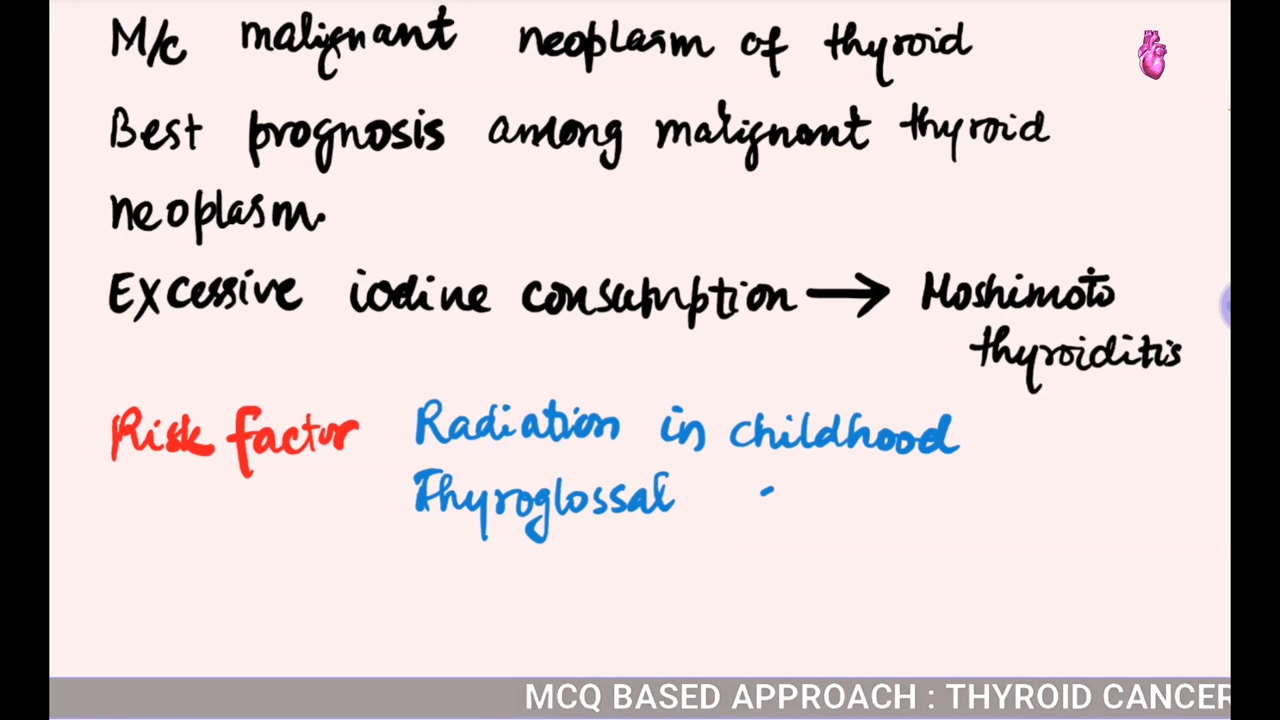 M/c malignant neoplasm of thyroid
Best prognosis among malignant thyroid
neoplasm.
Excessive iodine consumption → Hoshimoto
thyroiditis
Risk factor Radiation in childhood
Thyroglossal
MCQ BASED APPROACH : THYROID CANCER